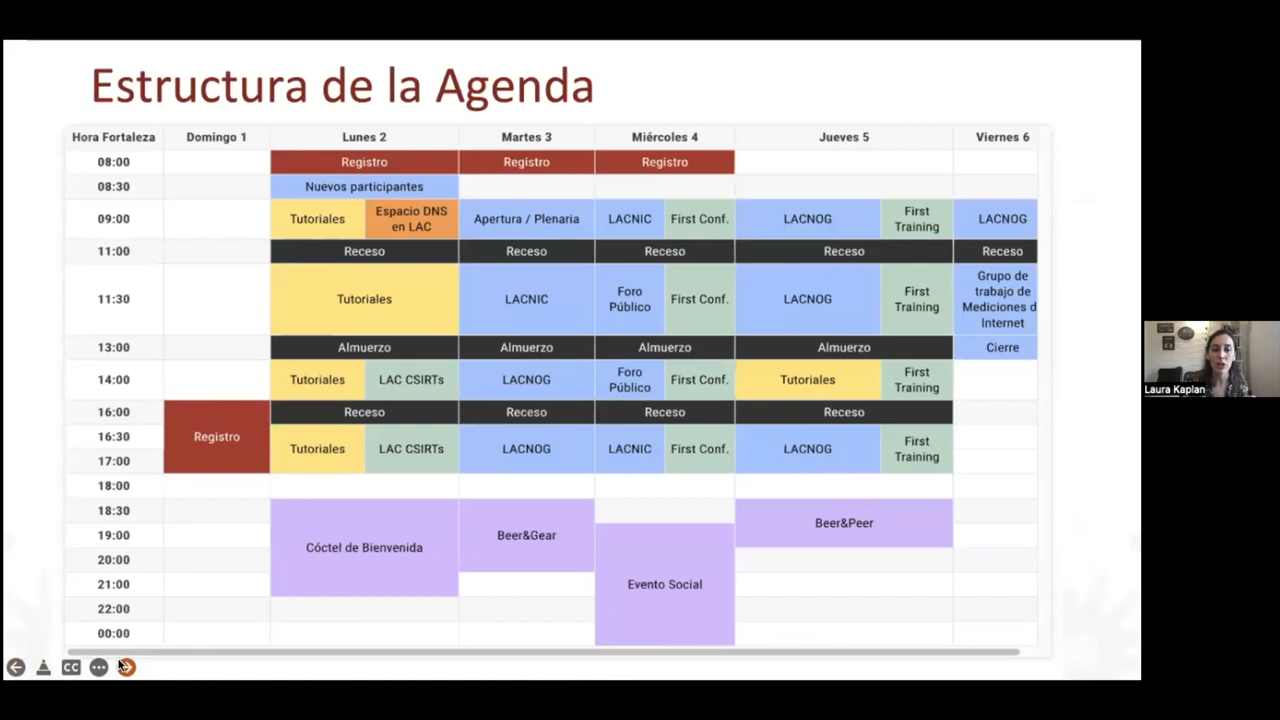 Estructura de la Agenda
Hora Fortaleza Domingo 1 Lunes 2 Martes 3 Miércoles 4 Jueves 5 Viernes 6
08:00 Registro Registro Registro
08:30 Nuevos participantes
09:00 Tutoriales Espacio DNS en LAC Apertura / Plenaria LACNIC First Conf. LACNOG First Training LACNOG
11:00 Receso Receso Receso Receso Receso
11:30 Tutoriales LACNIC Foro Público First Conf. LACNOG First Training Grupo de trabajo de Mediciones d Internet
13:00 Almuerzo Almuerzo Almuerzo Almuerzo Cierre
14:00 Tutoriales LAC CSIRTs LACNOG Foro Público First Conf. Tutoriales First Training
16:00 Receso Receso Receso Receso
16:30 Registro Tutoriales LAC CSIRTs LACNOG LACNIC First Conf. LACNOG First Training
17:00
18:00
18:30 Beer&Peer
19:00 Cóctel de Bienvenida Beer&Gear
20:00
21:00 Evento Social
22:00
00:00
CC
Laura Kaplan